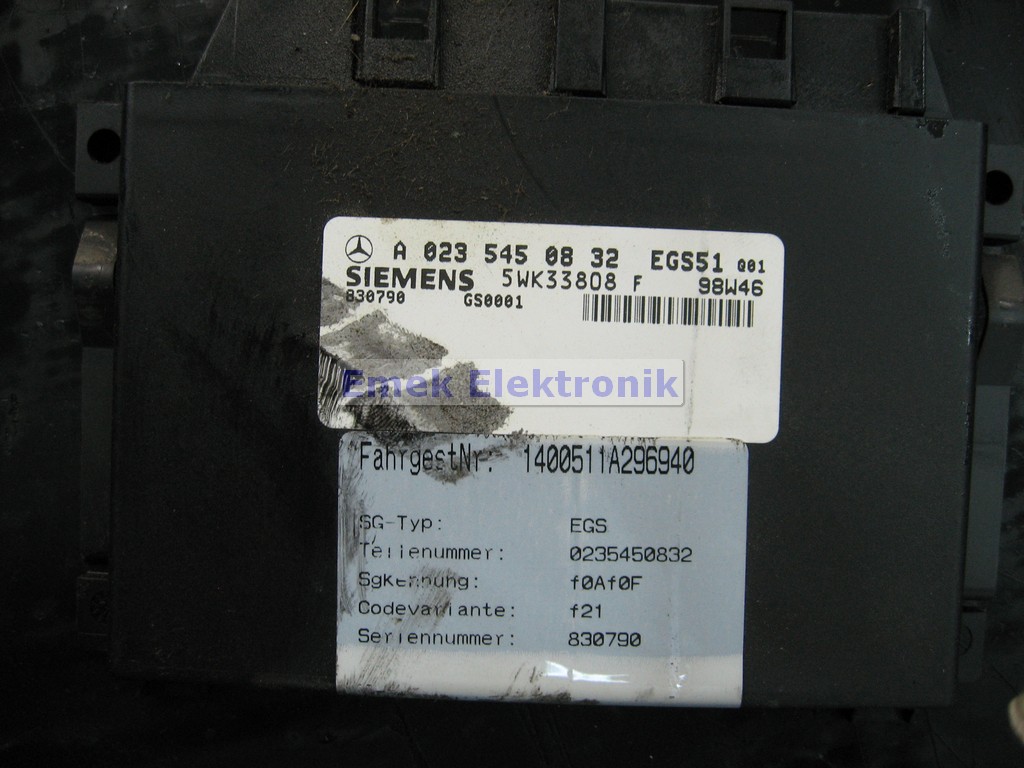 A 023 545 08 32 EGS51 Q01
SIEMENS 5WK33808 F 98W46
830790 GS0001
Emek Elektronik
FahrgestNr: 1400511A296940
SG-Typ: EGS
Teilenummer: 0235450832
Sgkennung: f0Af0F
Codevariante: f21
Seriennummer: 830790